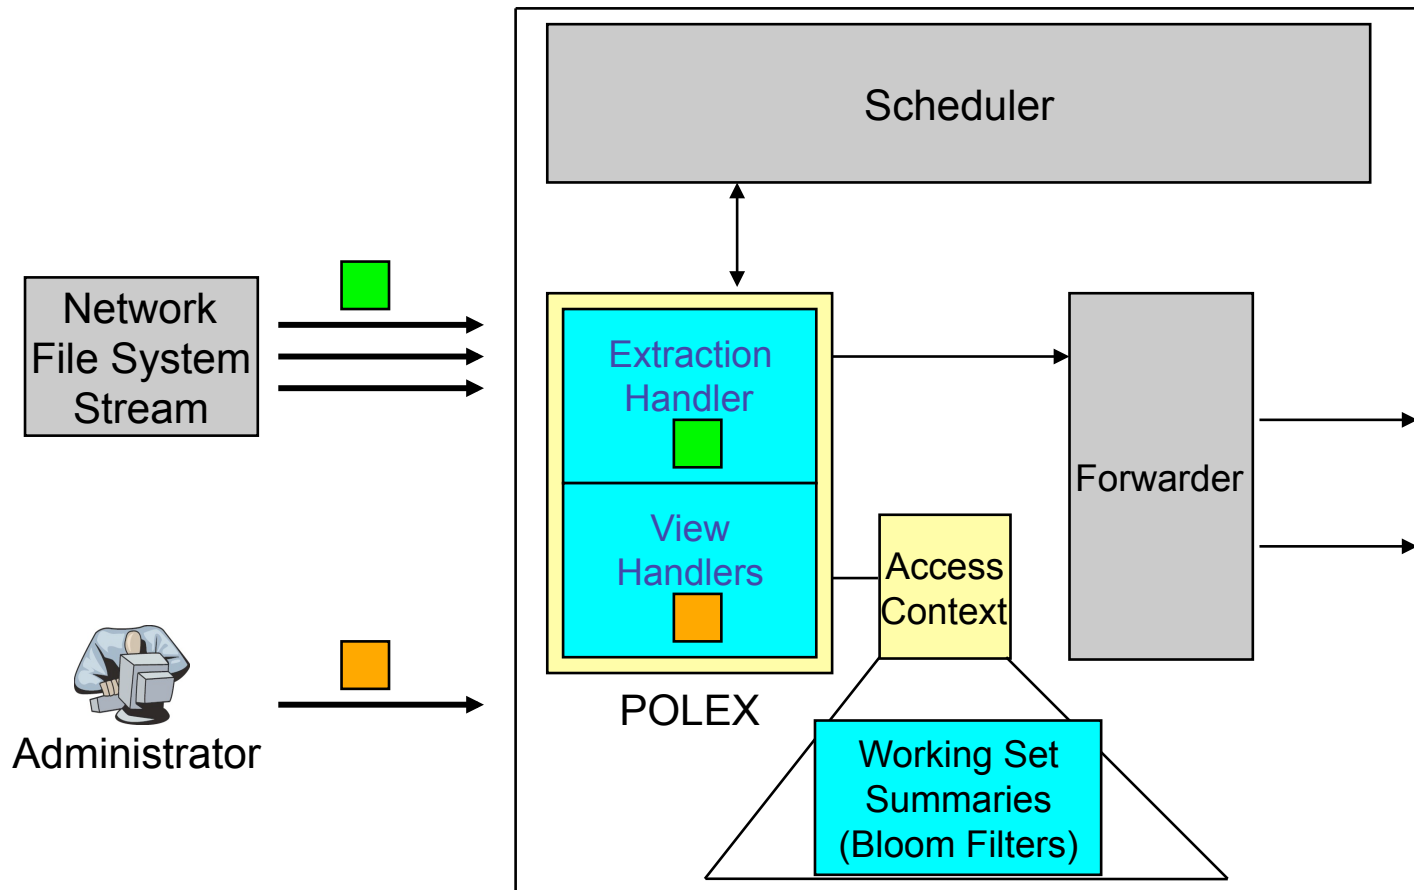 Scheduler
Network
File System
Stream
Extraction
Handler
View
Handlers
Access
Context
Forwarder
POLEX
Administrator
Working Set
Summaries
(Bloom Filters)